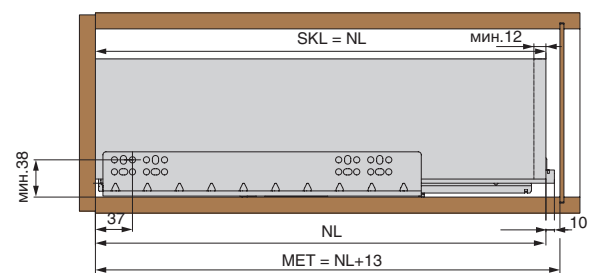 SKL = NL
мин.12
мин.38
37
10
NL
MET = NL+13